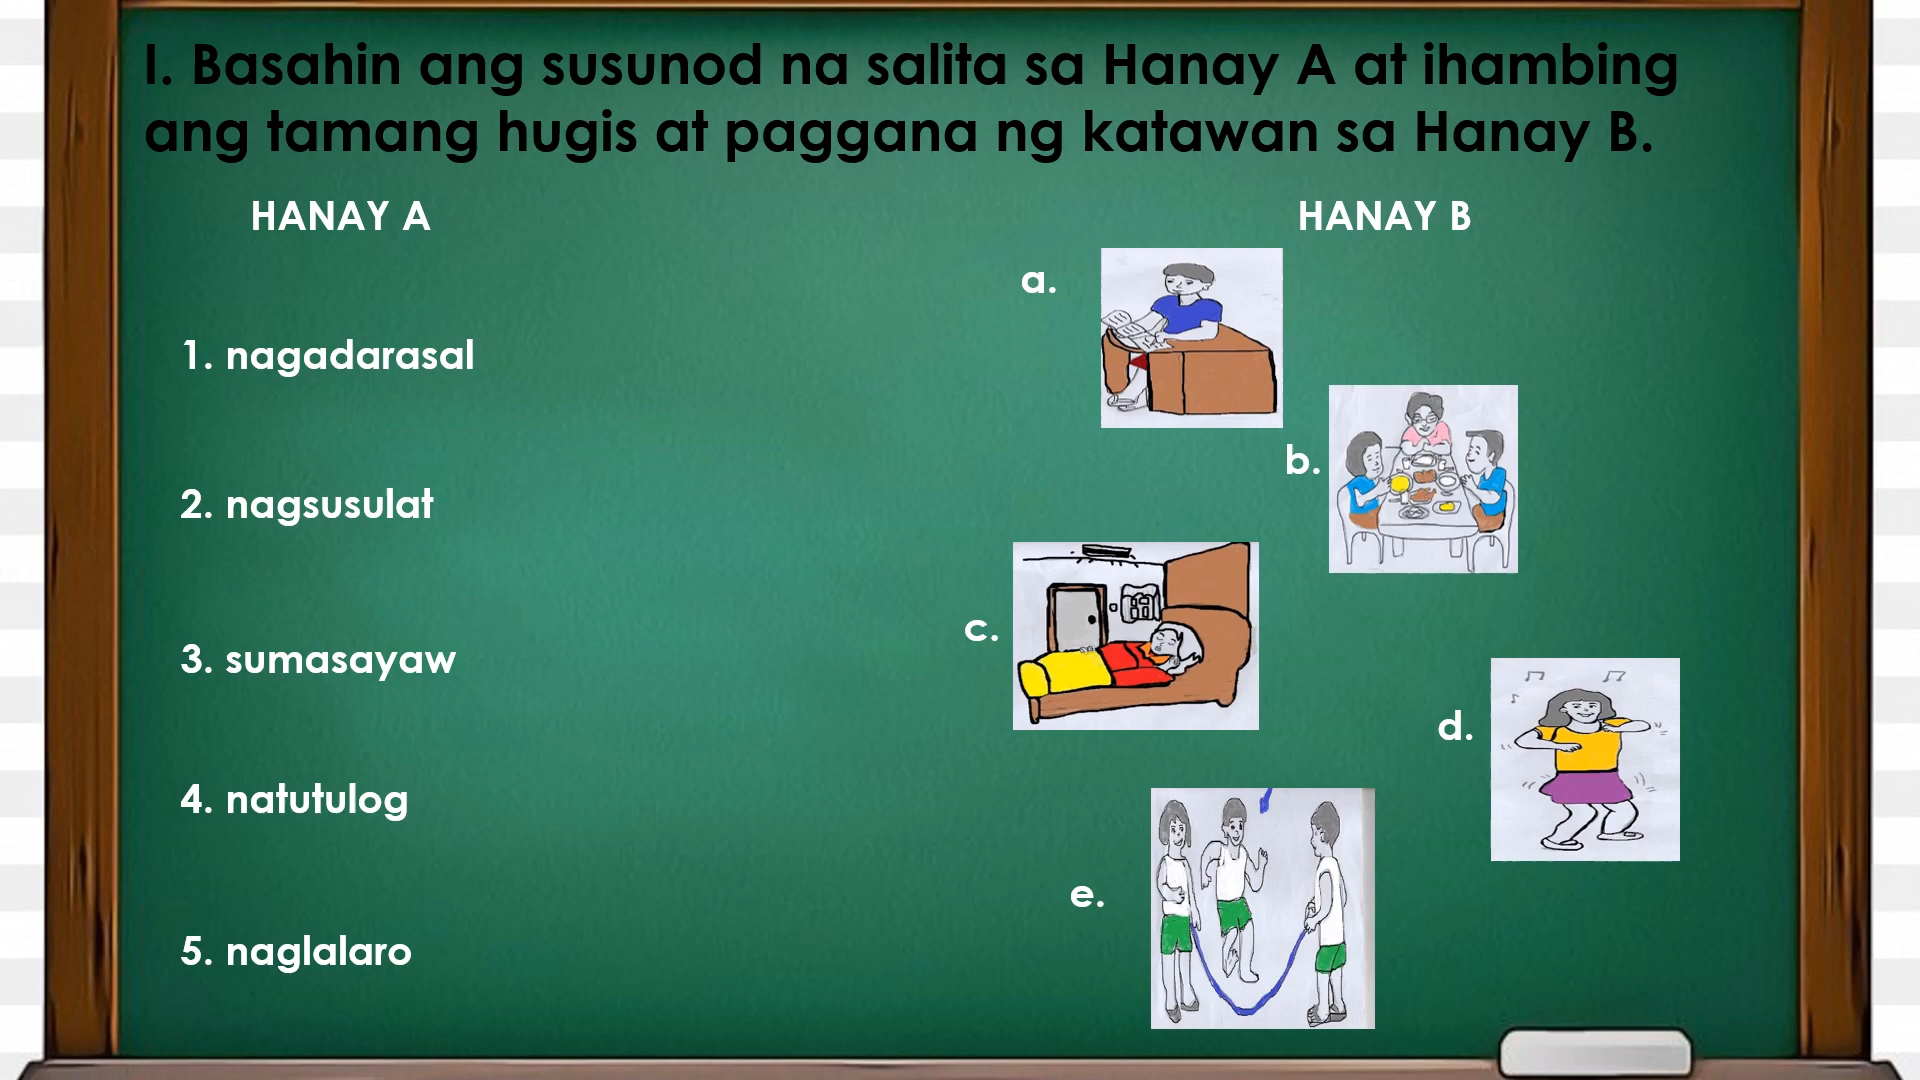 I. Basahin ang susunod na salita sa Hanay A at ihambing
ang tamang hugis at paggana ng katawan sa Hanay B.
HANAY A
1. nagadarasal
2. nagsusulat
3. sumasayaw
4. natutulog
5. naglalaro
HANAY B
a.
b.
c.
d.
e.